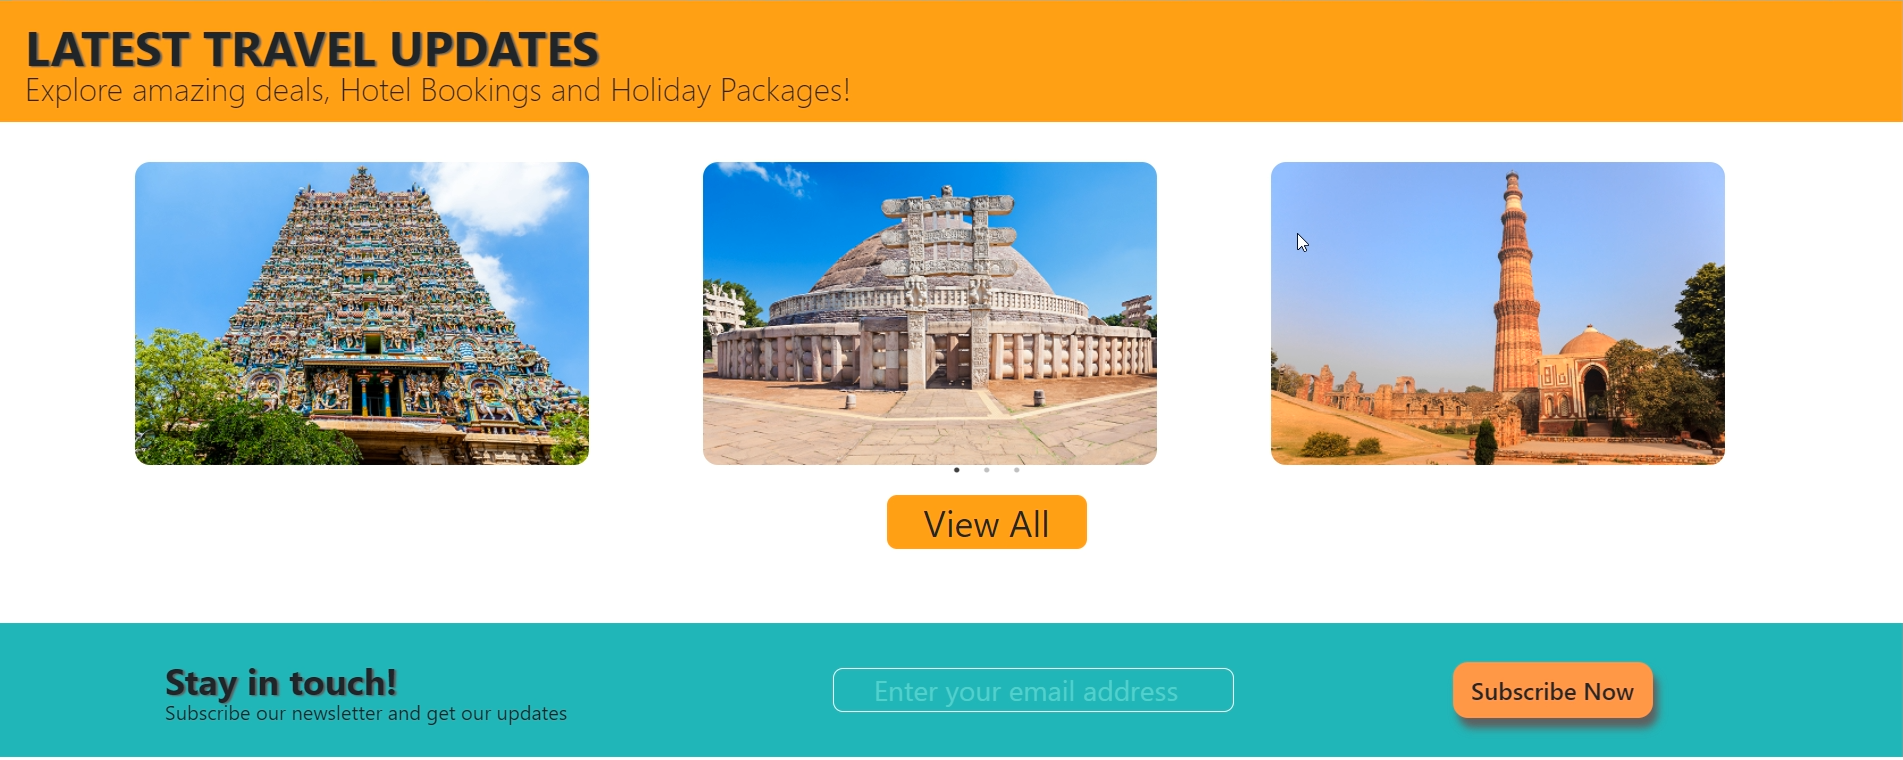 LATEST TRAVEL UPDATES
Explore amazing deals, Hotel Bookings and Holiday Packages!
View All
Stay in touch!
Subscribe our newsletter and get our updates
Enter your email address
Subscribe Now